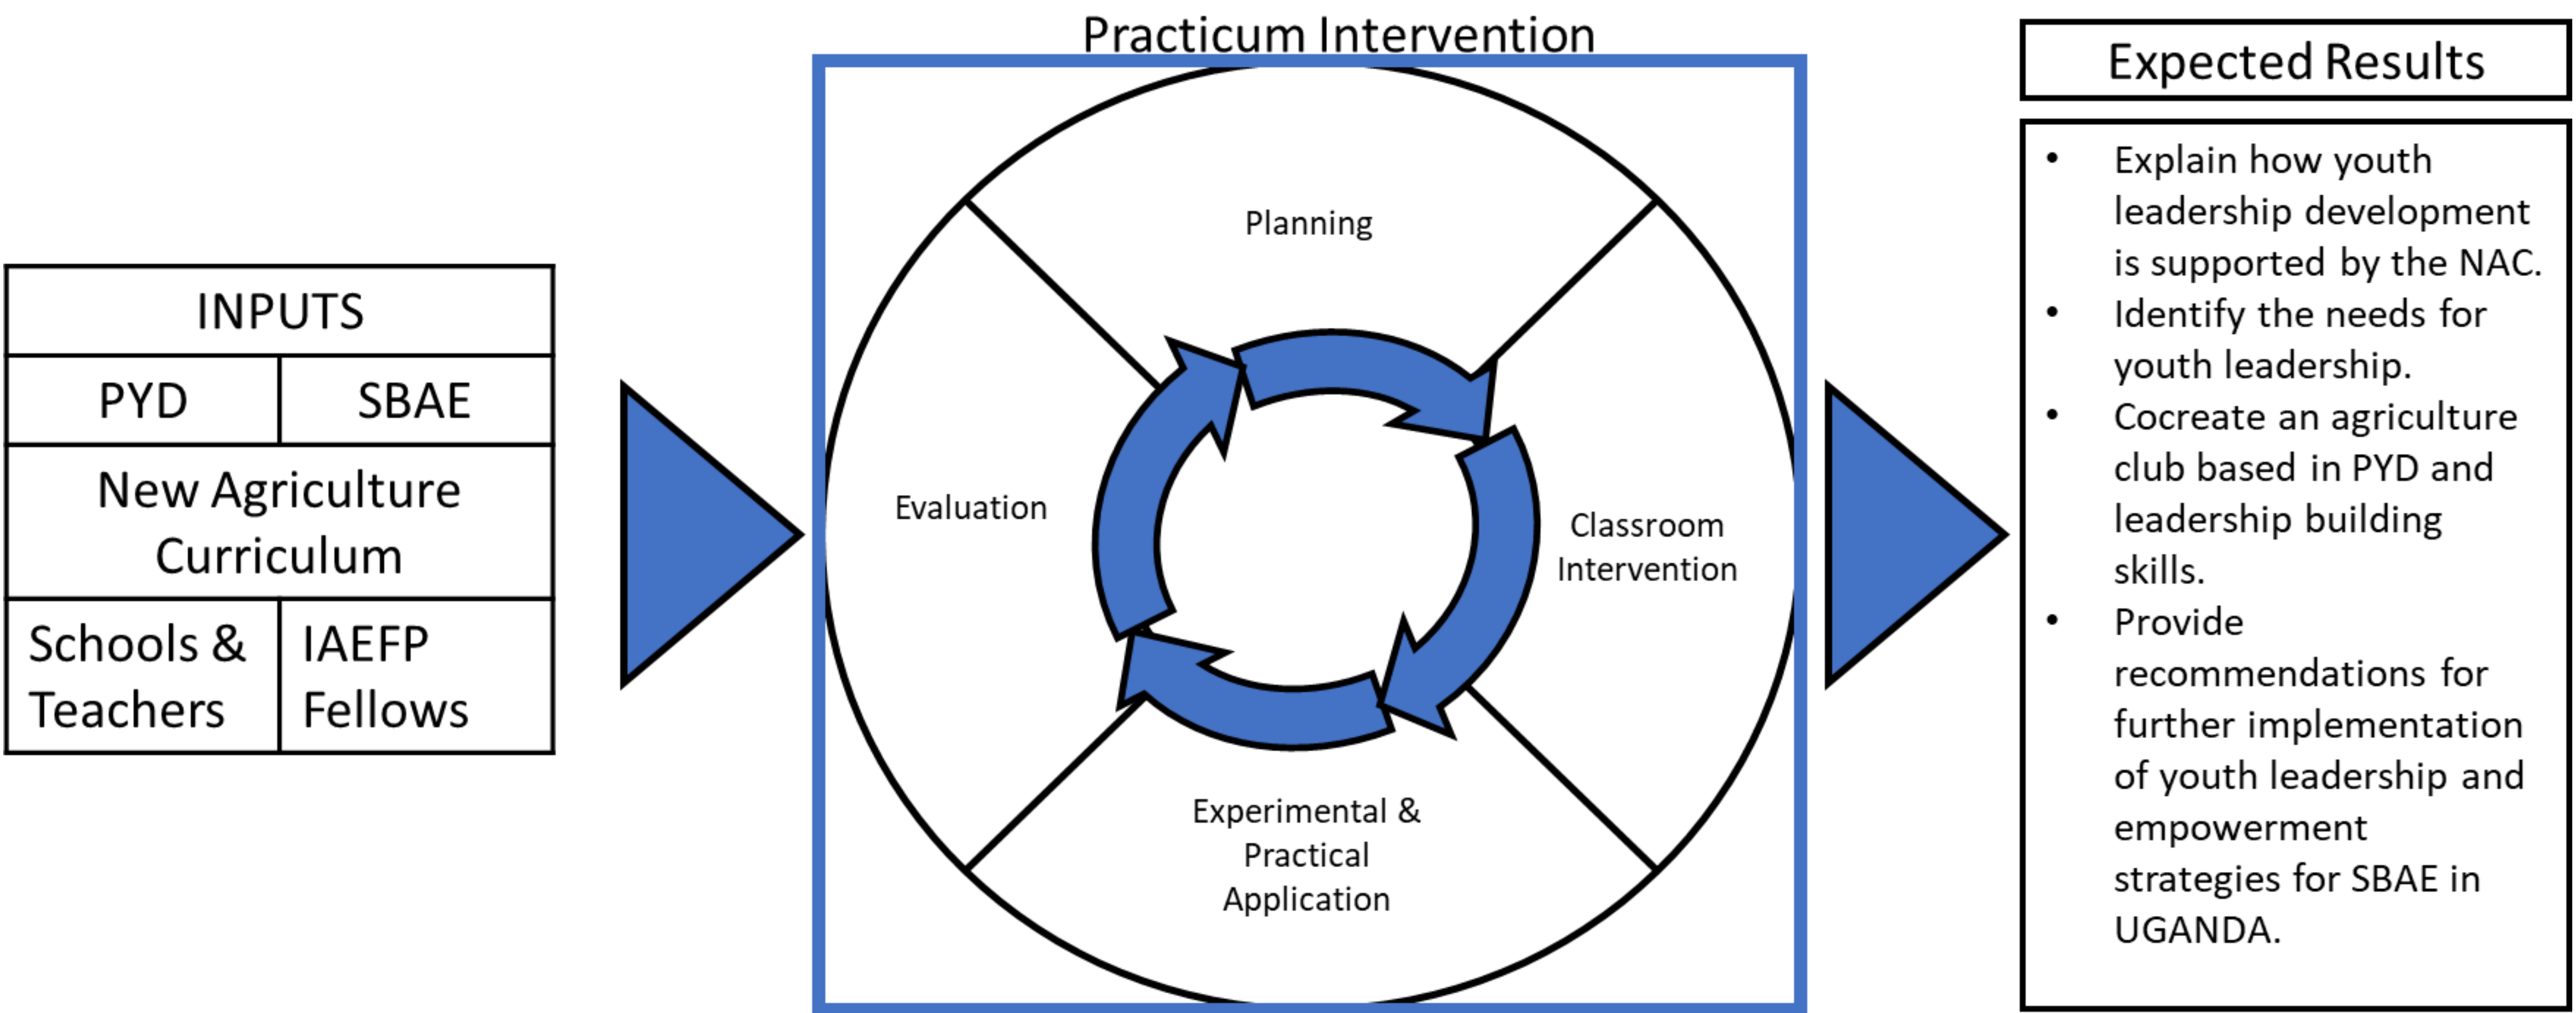 Practicum Intervention
INPUTS
PYD
SBAE
New Agriculture
Curriculum
Schools &
Teachers
IAEFP
Fellows
Planning
Classroom
Intervention
Experimental &
Practical
Application
Evaluation
Expected Results
• Explain how youth
leadership development
is supported by the NAC.
• Identify the needs for
youth leadership.
• Cocreate an agriculture
club based in PYD and
leadership building
skills.
• Provide
recommendations for
further implementation
of youth leadership and
empowerment
strategies for SBAE in
UGANDA.